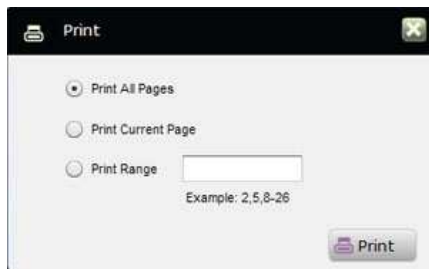 Print
Print All Pages
Print Current Page
Print Range
Example: 2,5,8-26
Print